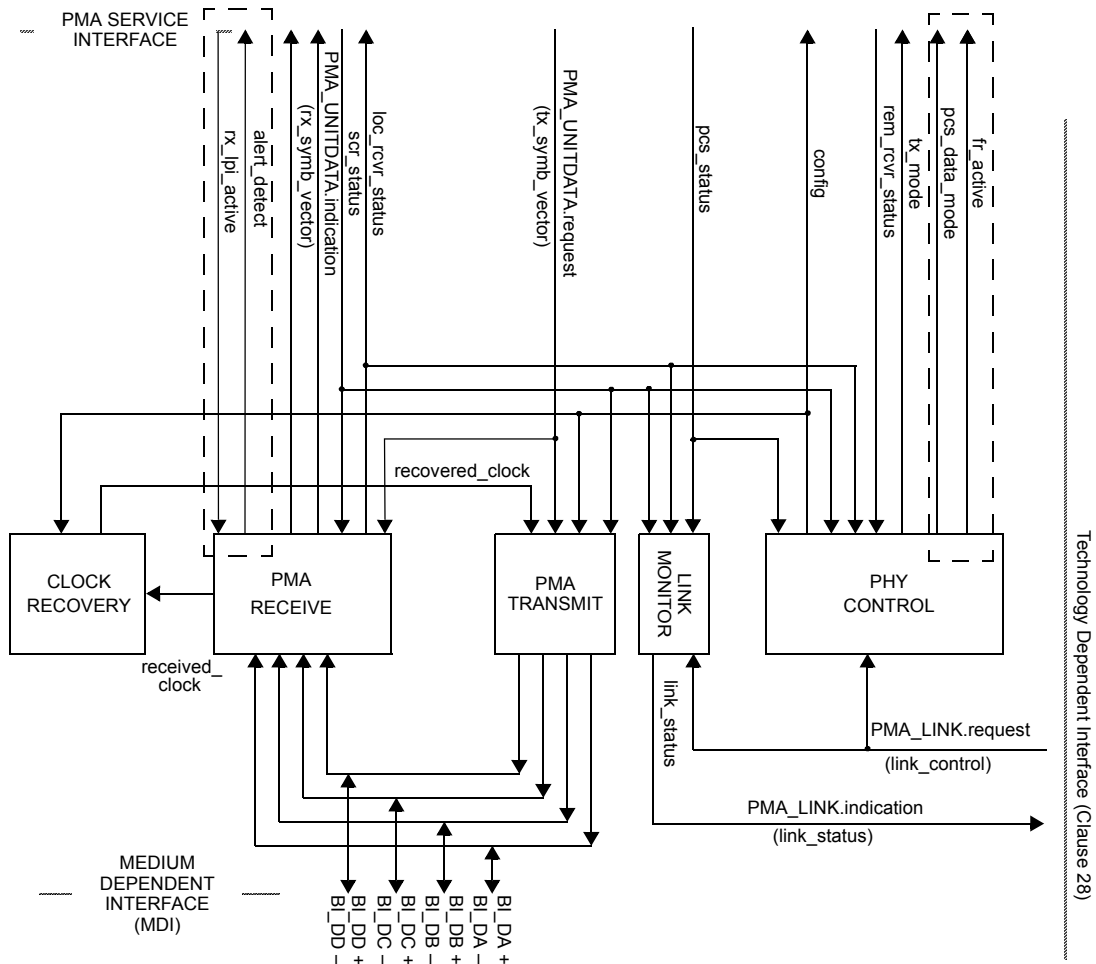 PMA SERVICE
INTERFACE
rx_lpi_active
alert_detect
(rx_symb_vector)
PMA_UNITDATA.indication
scr_status
loc_rcvr_status
(tx_symb_vector)
PMA_UNITDATA.request
pcs_status
config
rem_rcvr_status
tx_mode
pcs_data_mode
fr_active
recovered_clock
CLOCK
RECOVERY
PMA
RECEIVE
PMA
TRANSMIT
LINK
MONITOR
PHY
CONTROL
received_
clock
link_status
PMA_LINK.request
(link_control)
PMA_LINK.indication
(link_status)
Technology Dependent Interface (Clause 28)
MEDIUM
DEPENDENT
INTERFACE
(MDI)
BI_DD –
BI_DD +
BI_DC –
BI_DC +
BI_DB –
BI_DB +
BI_DA –
BI_DA +